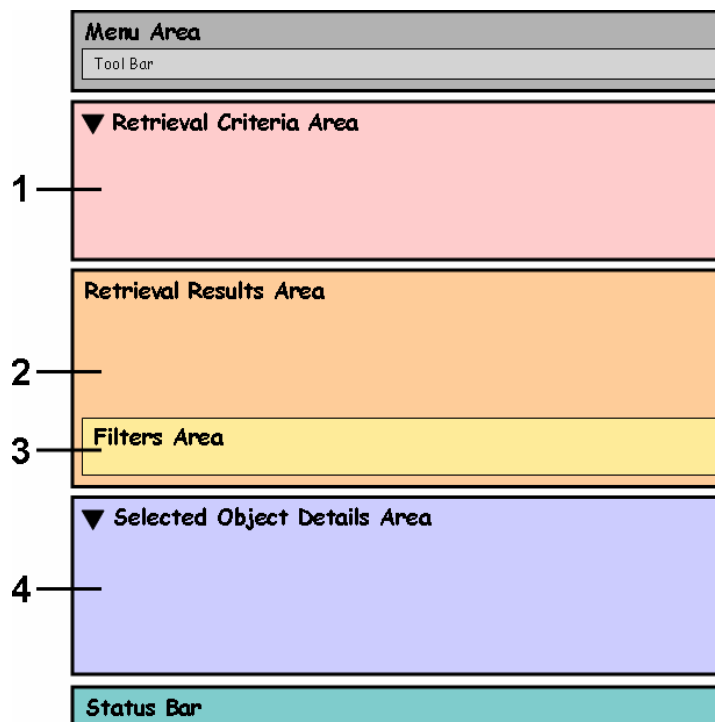 Menu Area
Tool Bar
▼ Retrieval Criteria Area
1
Retrieval Results Area
2
Filters Area
3
▼ Selected Object Details Area
4
Status Bar